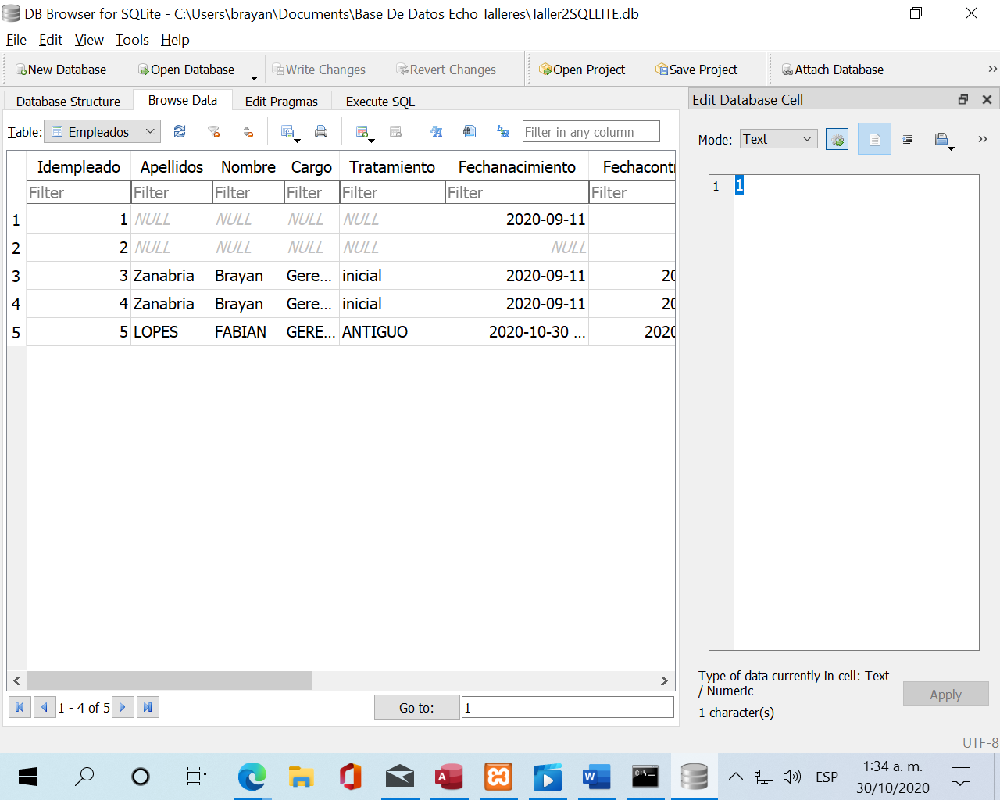 DB Browser for SQLite - C:\Users\brayan\Documents\Base De Datos Echo Talleres\Taller2SQLLITE.db
File Edit View Tools Help
New Database Open Database Write Changes Revert Changes Open Project Save Project Attach Database »
Database Structure Browse Data Edit Pragmas Execute SQL
Edit Database Cell
Table: Empleados Filter in any column
Mode: Text »
Idempleado Apellidos Nombre Cargo Tratamiento Fechanacimiento Fechacontr
Filter Filter Filter Filter Filter Filter Filter
1 1 NULL NULL NULL NULL 2020-09-11
2 2 NULL NULL NULL NULL NULL
3 3 Zanabria Brayan Gere... inicial 2020-09-11 20
4 4 Zanabria Brayan Gere... inicial 2020-09-11 20
5 5 LOPES FABIAN GERE... ANTIGUO 2020-10-30 ... 2020
1 - 4 of 5 Go to: 1
1 1
Type of data currently in cell: Text
/ Numeric
1 character(s)
Apply
UTF-8
ESP
1:34 a. m.
30/10/2020